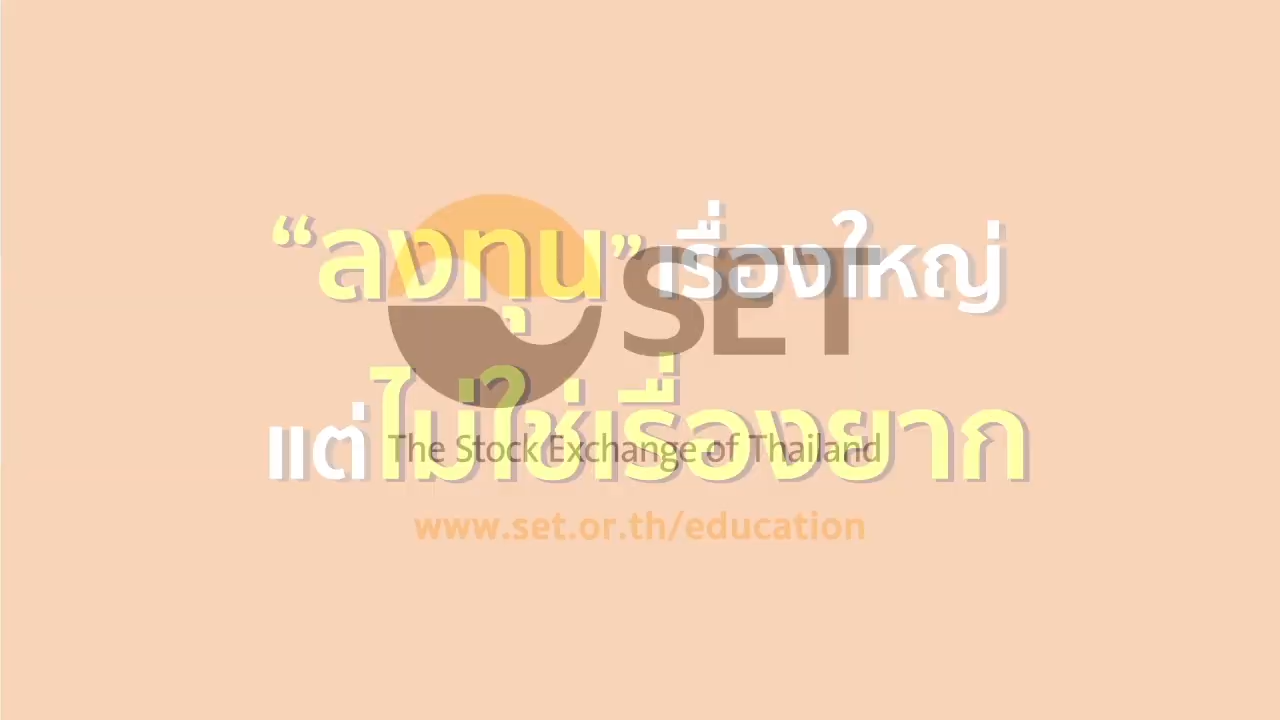 “ลงทุน” เรื่องใหญ่
SET
แต่ไม่ใช่เรื่องยาก
The Stock Exchange of Thailand
www.set.or.th/education